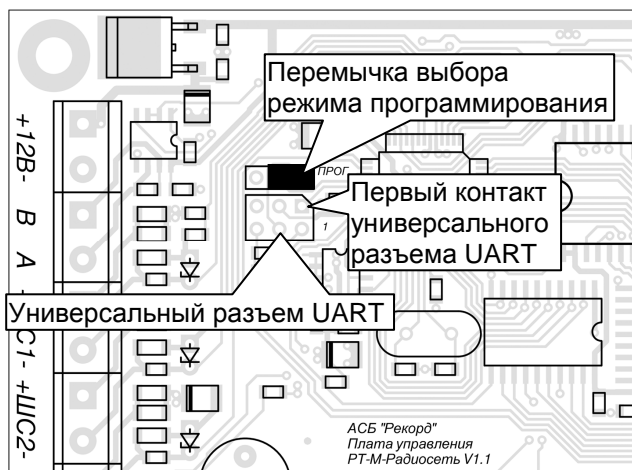 Перемычка выбора
режима программирования
+12В-
ПРОГ
Первый контакт
универсального
разъема UART
1
В
А
Универсальный разъем UART
С1-
+ШС2-
АСБ "Рекорд"
Плата управления
РТ-М-Радиосеть V1.1